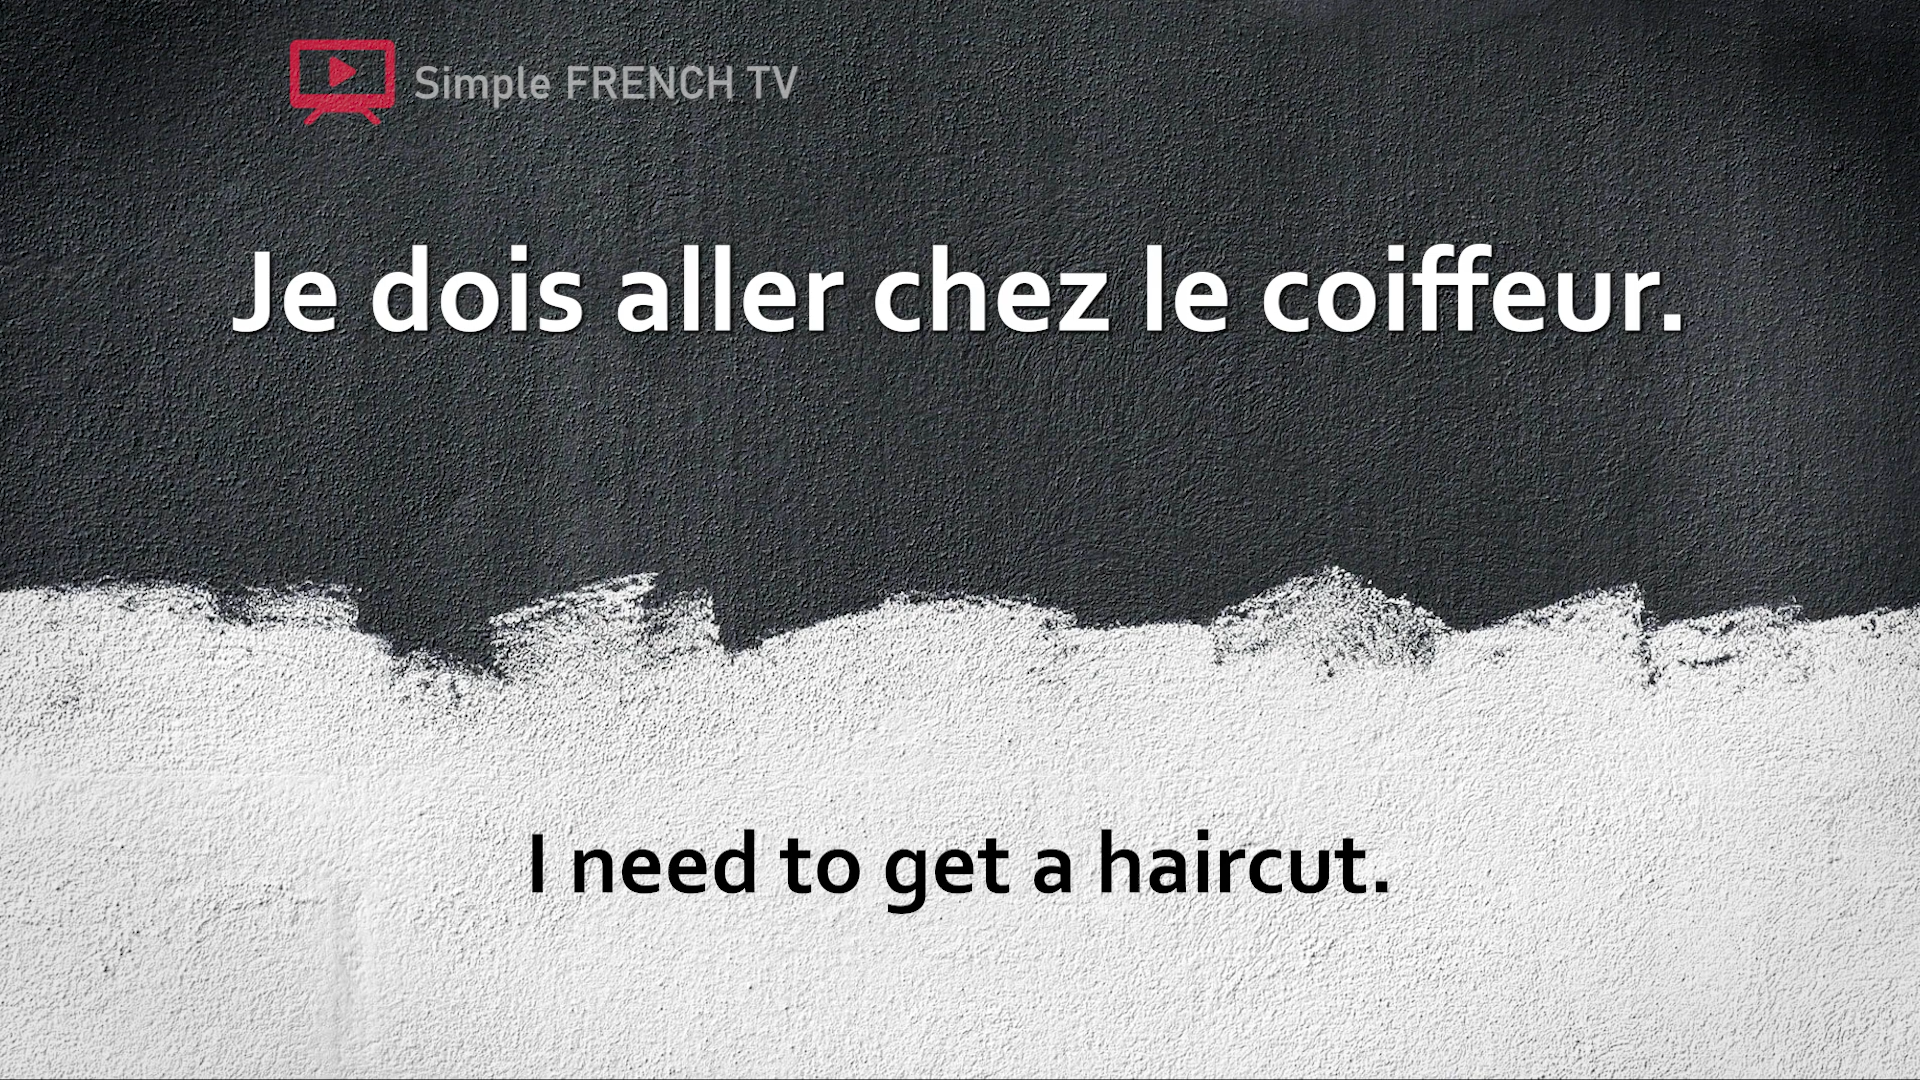 Simple FRENCH TV
Je dois aller chez le coiffeur.
I need to get a haircut.